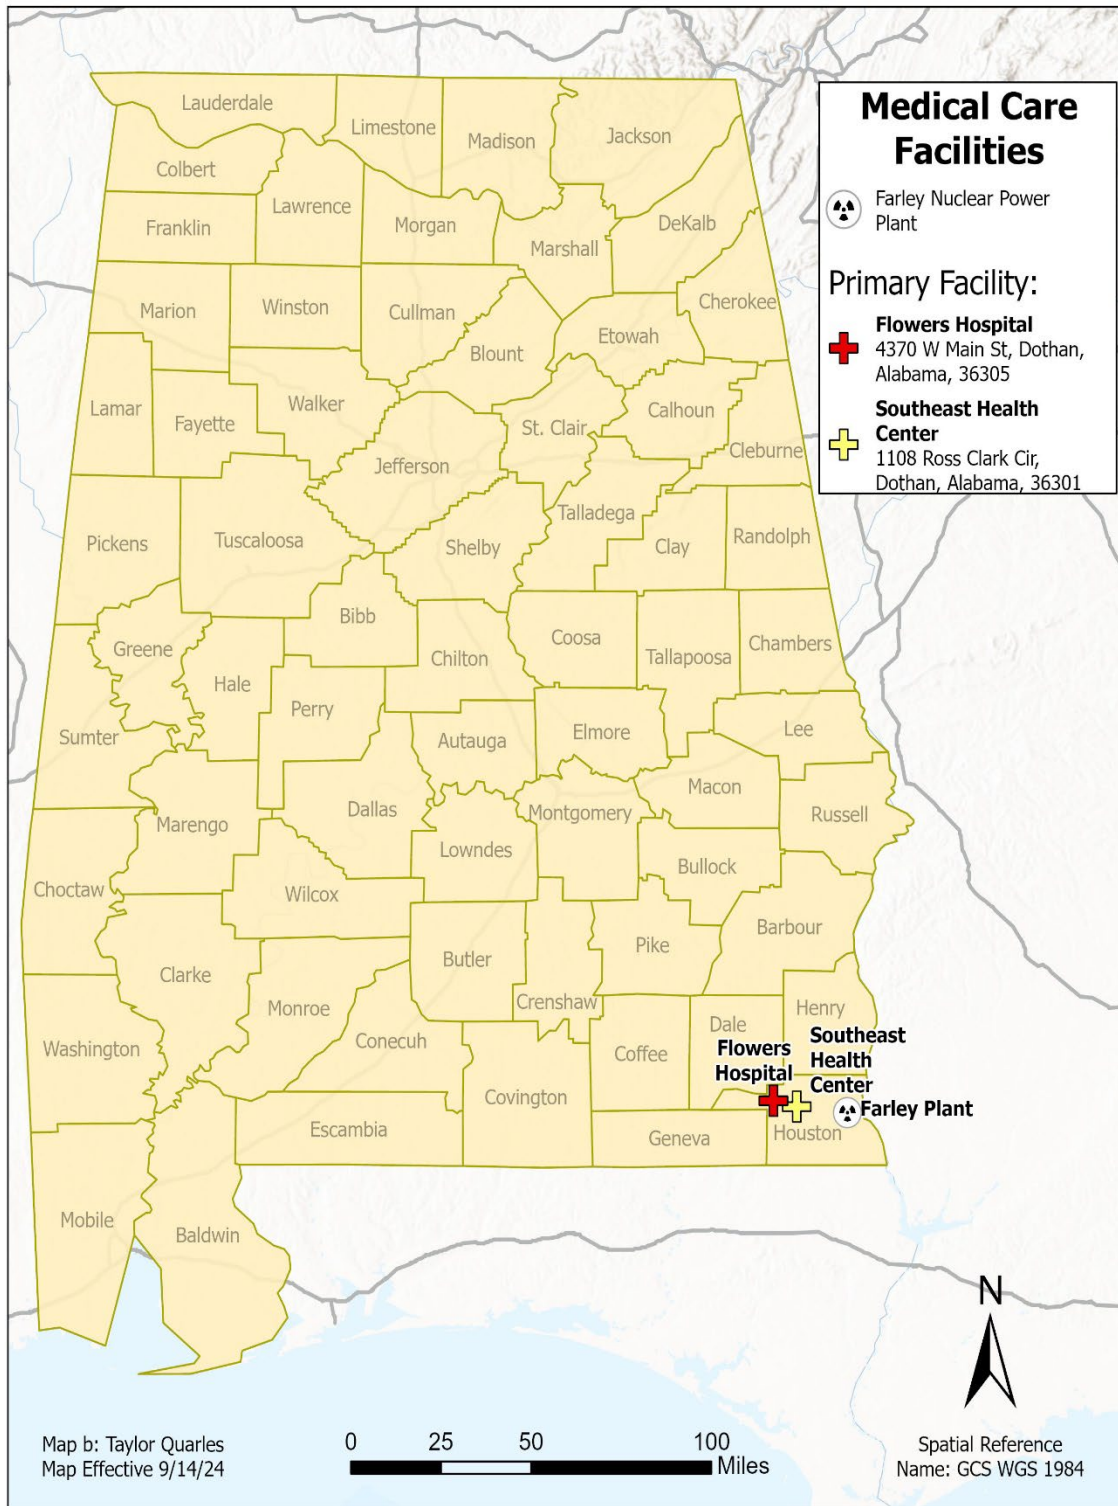 Medical Care
Facilities
Farley Nuclear Power
Plant
Primary Facility:
Flowers Hospital
4370 W Main St, Dothan,
Alabama, 36305
Southeast Health
Center
1108 Ross Clark Cir,
Dothan, Alabama, 36301
Lauderdale
Limestone
Madison
Jackson
Colbert
Franklin
Lawrence
Morgan
Marshall
DeKalb
Marion
Winston
Cullman
Blount
Etowah
Cherokee
Lamar
Fayette
Walker
Jefferson
St. Clair
Calhoun
Cleburne
Pickens
Tuscaloosa
Shelby
Talladega
Clay
Randolph
Greene
Bibb
Chilton
Coosa
Tallapoosa
Chambers
Sumter
Hale
Perry
Autauga
Elmore
Lee
Marengo
Dallas
Lowndes
Montgomery
Macon
Russell
Choctaw
Wilcox
Bullock
Clarke
Butler
Pike
Barbour
Washington
Monroe
Conecuh
Crenshaw
Coffee
Dale
Henry
Flowers
Hospital
Southeast
Health
Center
Farley Plant
Escambia
Covington
Geneva
Houston
Mobile
Baldwin
N
Map b: Taylor Quarles
Map Effective 9/14/24
0 25 50 100
Miles
Spatial Reference
Name: GCS WGS 1984